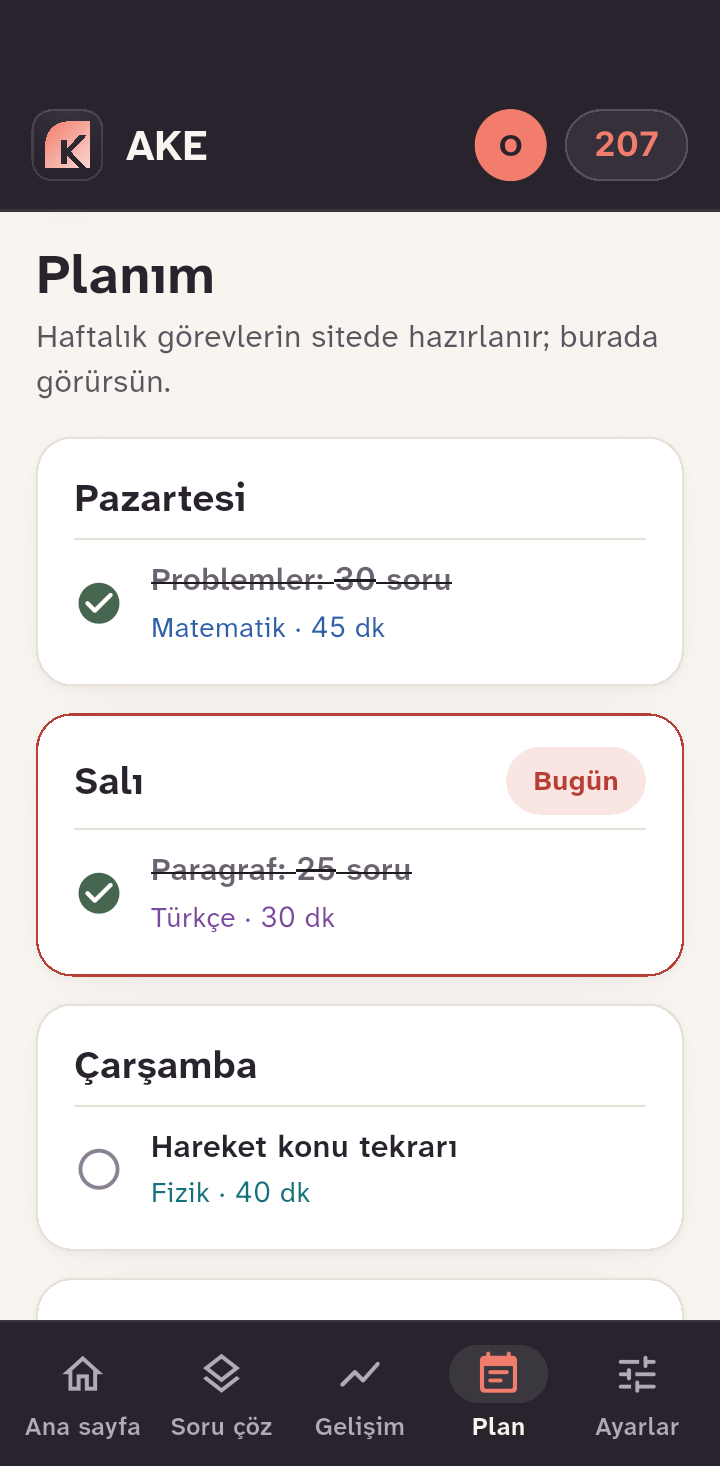 K AKE O 207
Planım
Haftalık görevlerin sitede hazırlanır; burada
görürsün.
Pazartesi
Problemler: 30 soru
Matematik · 45 dk
Salı Bugün
Paragraf: 25 soru
Türkçe · 30 dk
Çarşamba
Hareket konu tekrarı
Fizik · 40 dk
Ana sayfa Soru çöz Gelişim Plan Ayarlar